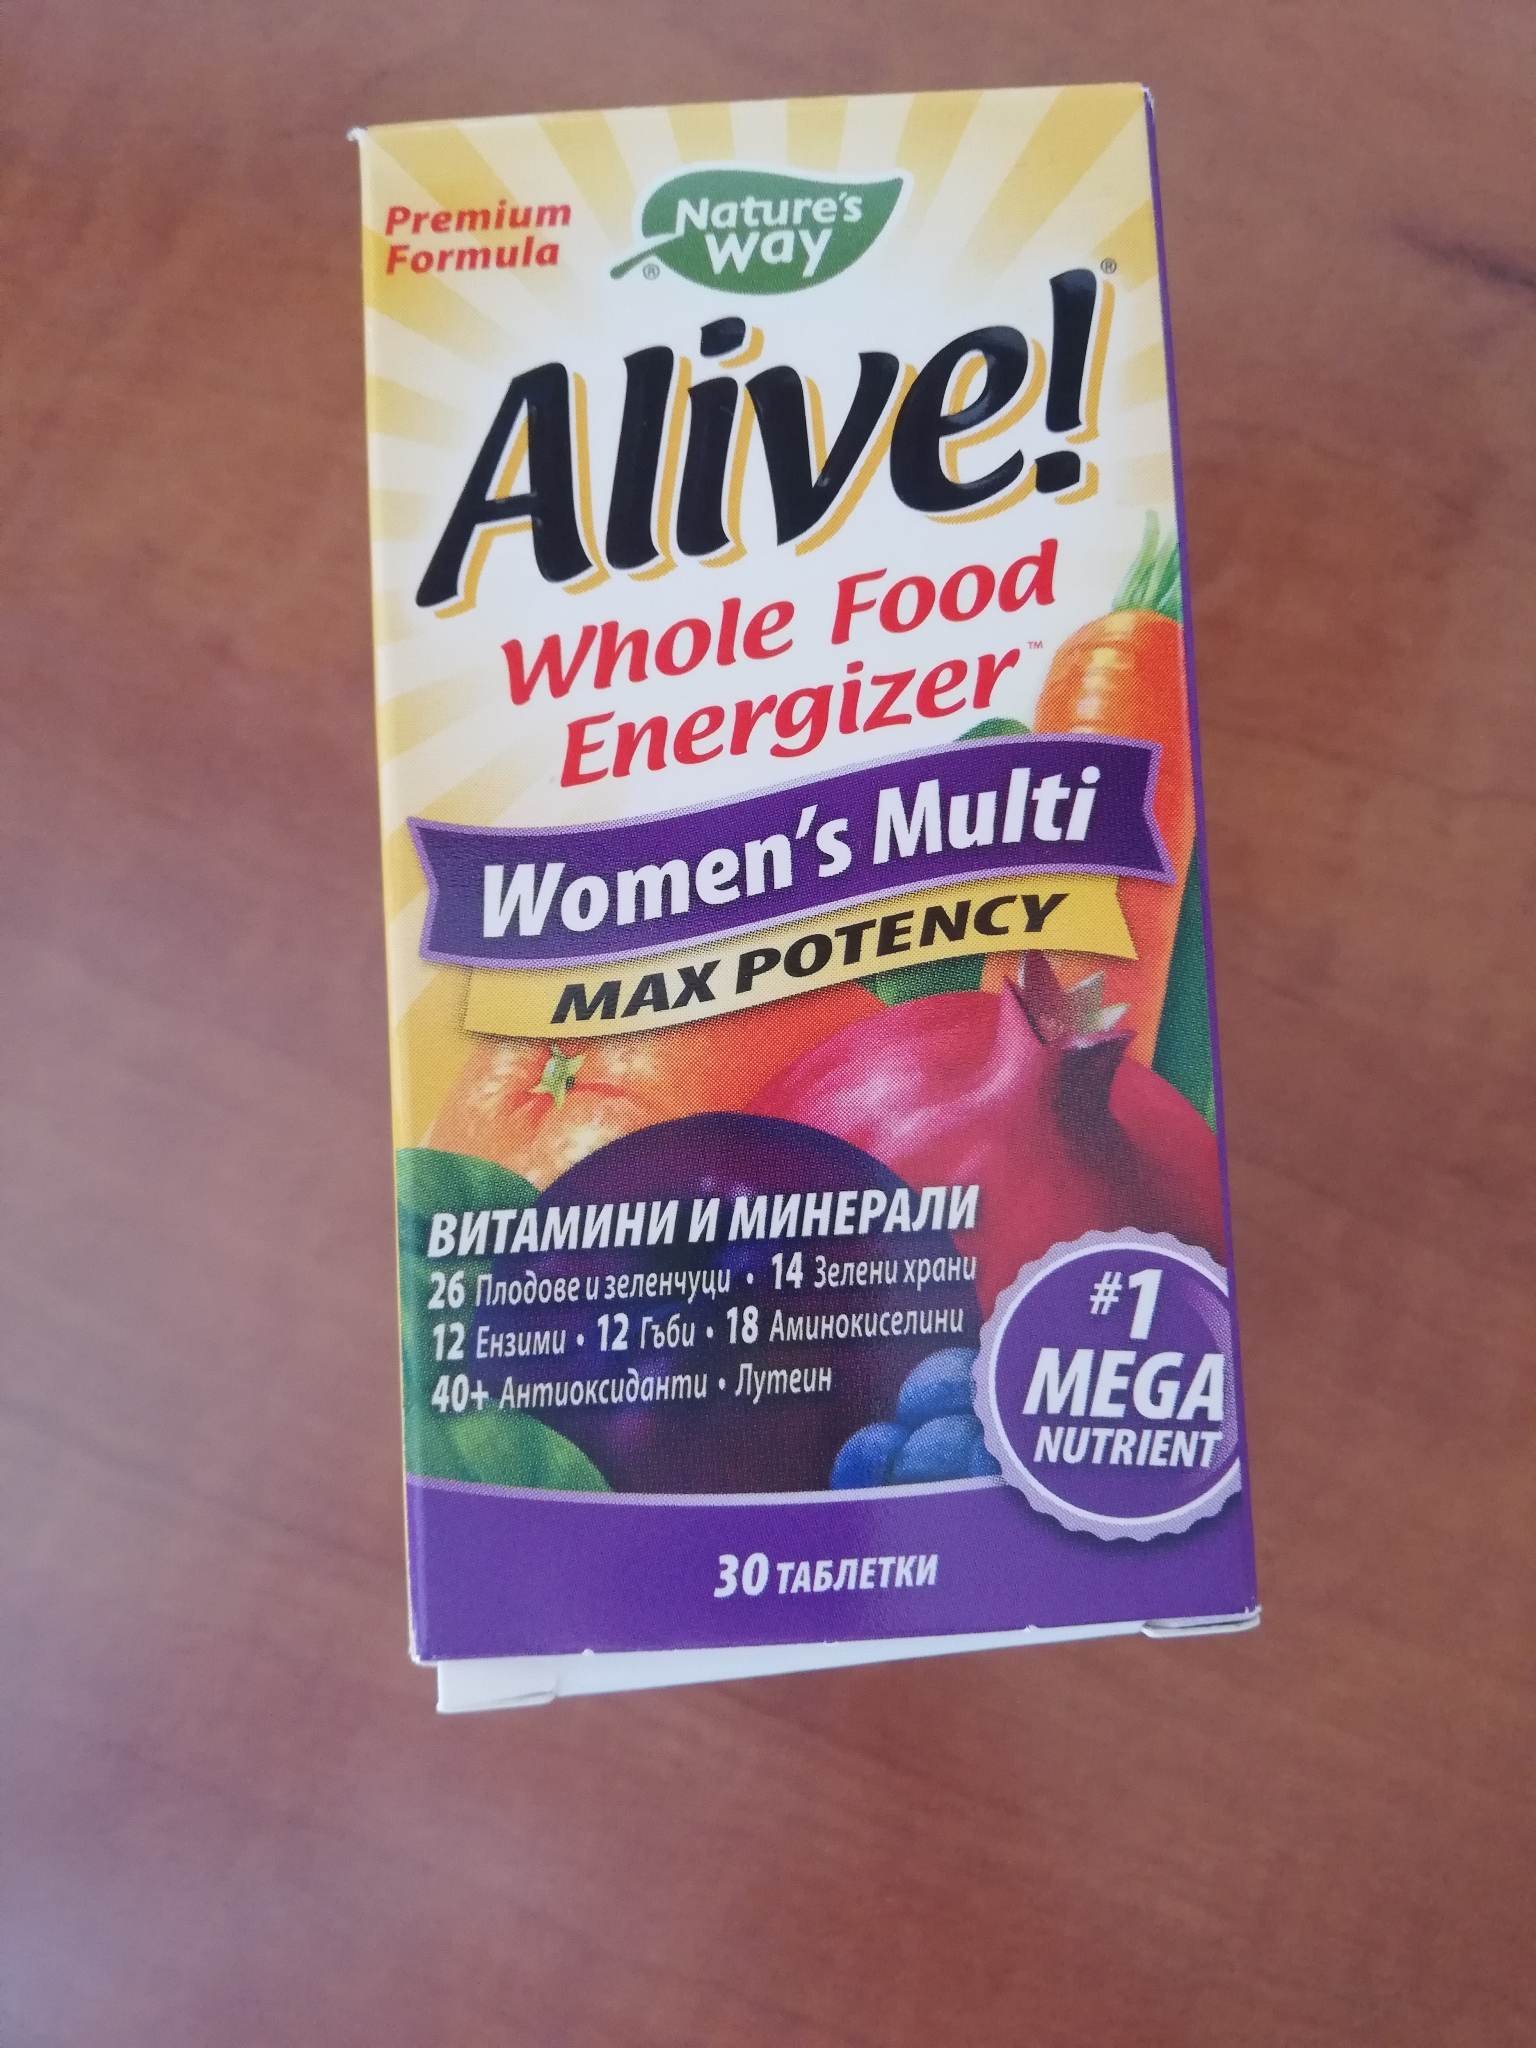 Premium
Formula
Nature's
way®
Alive!®
Whole Food
Energizer™
Women's Multi
MAX POTENCY
ВИТАМИНИ И МИНЕРАЛИ
26 Плодове и зеленчуци • 14 Зелени храни
12 Ензими • 12 Гъби • 18 Аминокиселини
40+ Антиоксиданти • Лутеин
#1
MEGA
NUTRIENT
30 ТАБЛЕТКИ